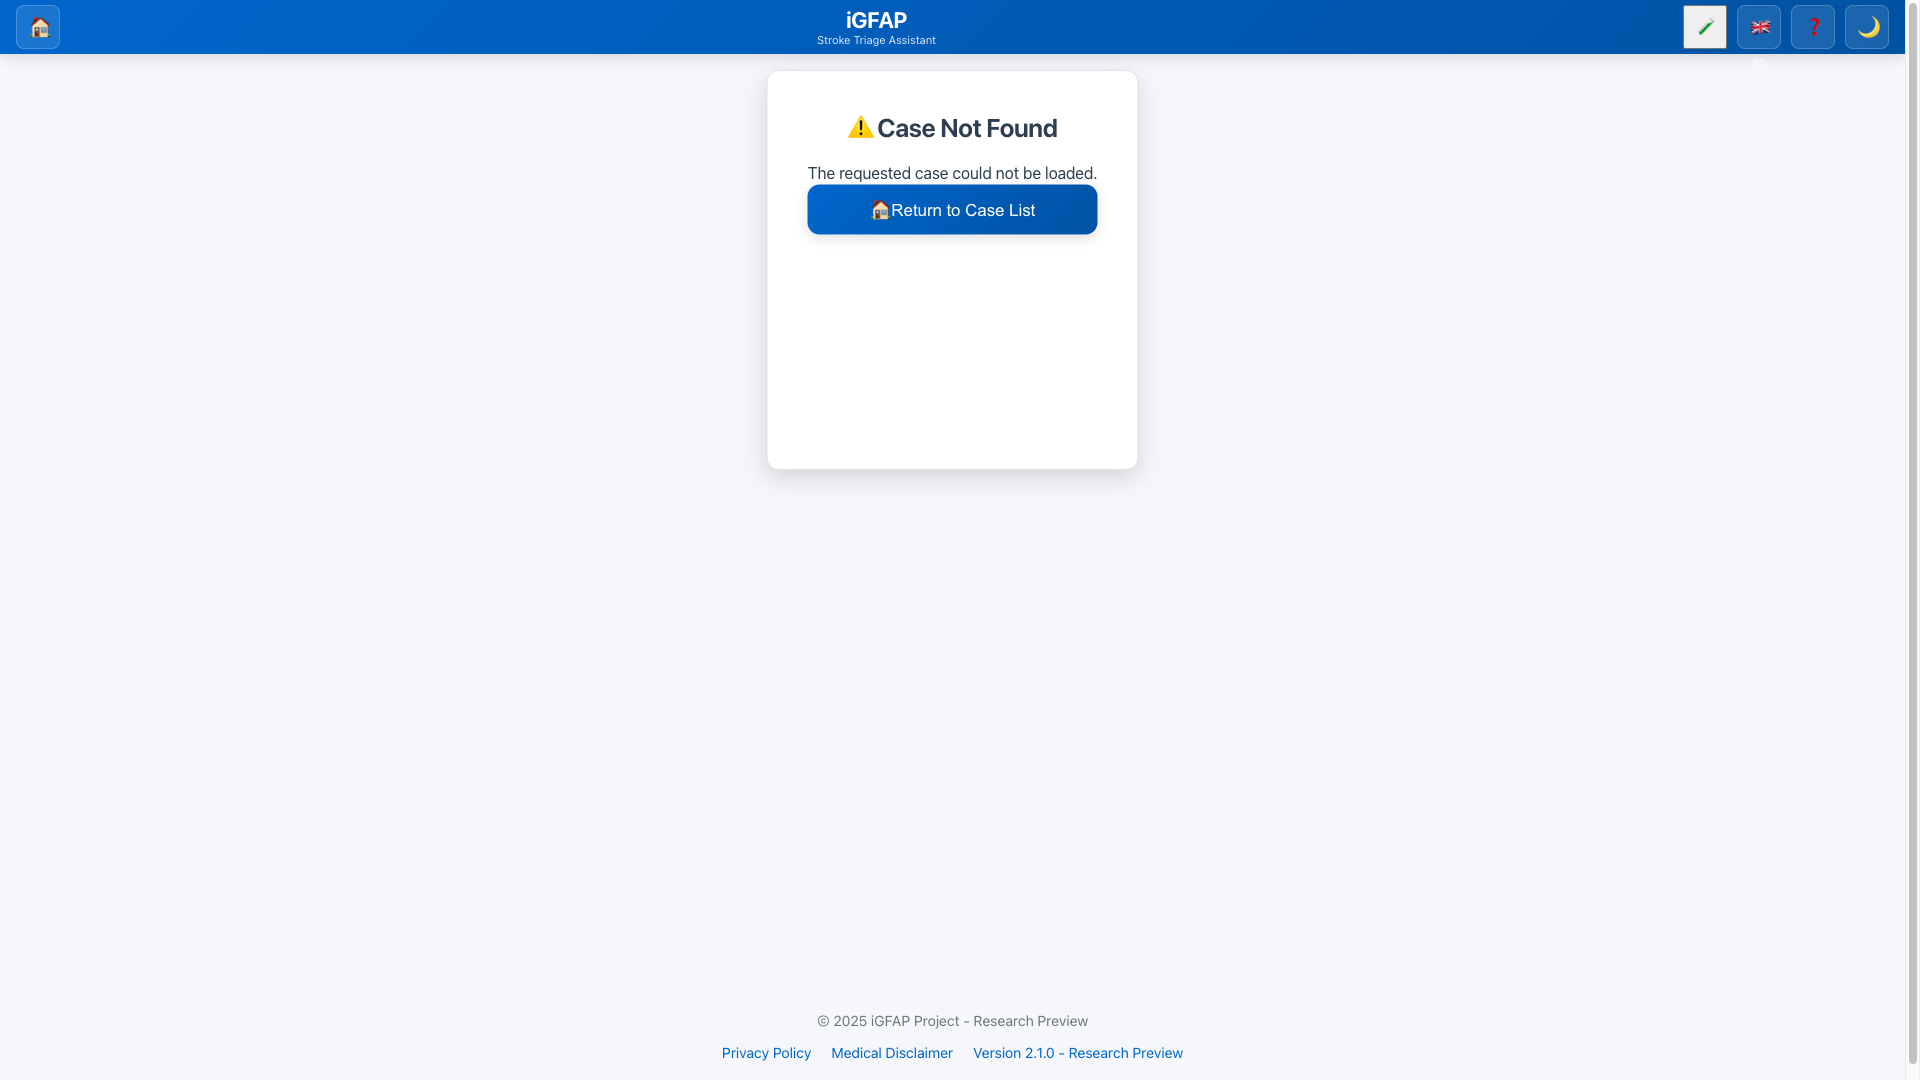 iGFAP
Stroke Triage Assistant
Case Not Found
The requested case could not be loaded.
Return to Case List
© 2025 iGFAP Project - Research Preview
Privacy Policy
Medical Disclaimer
Version 2.1.0 - Research Preview